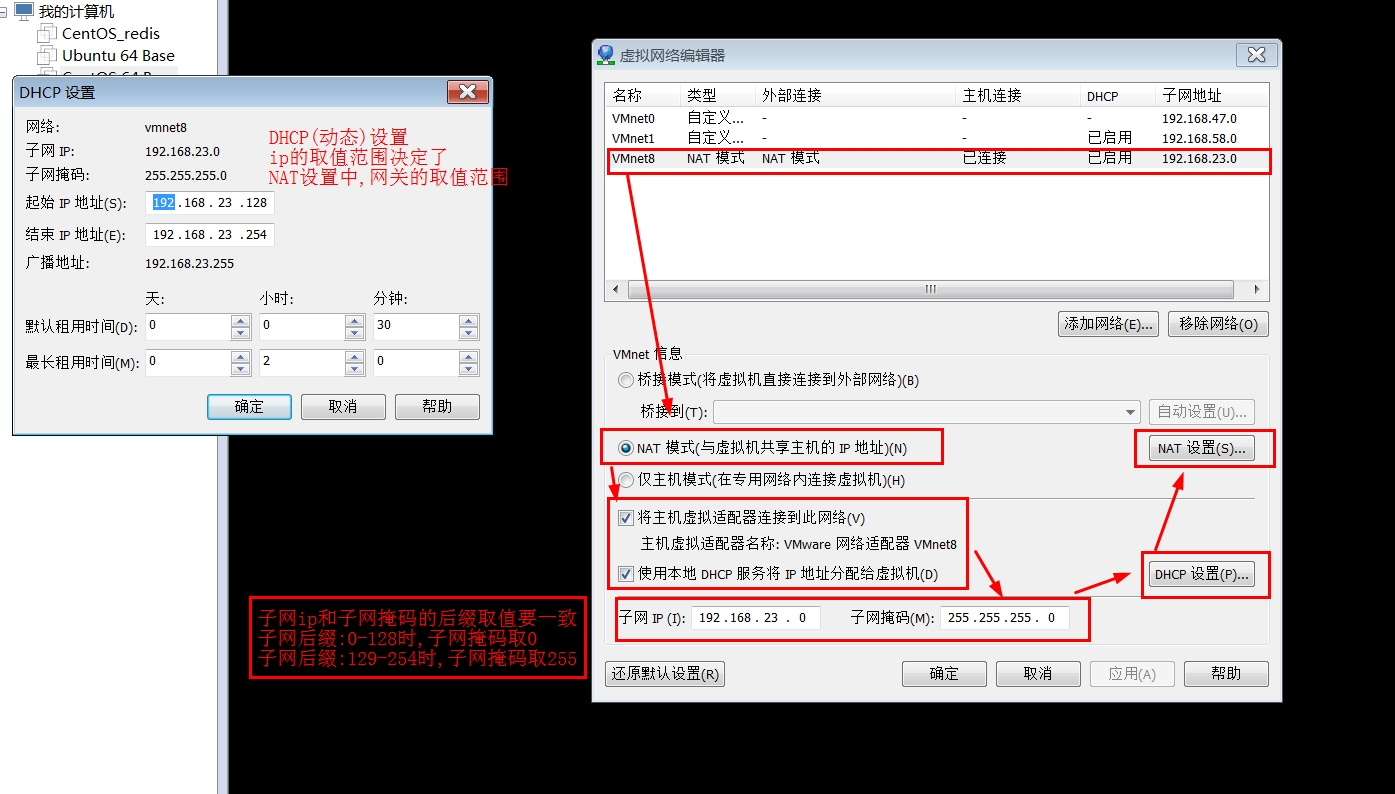 我的计算机
CentOS_redis
Ubuntu 64 Base
DHCP 设置
网络: vmnet8
子网 IP: 192.168.23.0
子网掩码: 255.255.255.0
起始 IP 地址(S): 192.168.23.128
结束 IP 地址(E): 192.168.23.254
广播地址: 192.168.23.255
DHCP(动态)设置
ip的取值范围决定了
NAT设置中,网关的取值范围
天: 小时: 分钟:
默认租用时间(D): 0 0 30
最长租用时间(M): 0 2 0
确定 取消 帮助
子网ip和子网掩码的后缀取值要一致
子网后缀:0-128时,子网掩码取0
子网后缀:129-254时,子网掩码取255
虚拟网络编辑器
名称 类型 外部连接 主机连接 DHCP 子网地址
VMnet0 自定义... - - - 192.168.47.0
VMnet1 自定义... - - 已启用 192.168.58.0
VMnet8 NAT 模式 NAT 模式 已连接 已启用 192.168.23.0
添加网络(E)... 移除网络(O)
VMnet 信息
桥接模式(将虚拟机直接连接到外部网络)(B)
桥接到(T): 自动设置(U)...
NAT 模式(与虚拟机共享主机的 IP 地址)(N) NAT 设置(S)...
仅主机模式(在专用网络内连接虚拟机)(H)
将主机虚拟适配器连接到此网络(V)
主机虚拟适配器名称: VMware 网络适配器 VMnet8
使用本地 DHCP 服务将 IP 地址分配给虚拟机(D) DHCP 设置(P)...
子网 IP (I): 192.168.23.0 子网掩码(M): 255.255.255.0
还原默认设置(R) 确定 取消 应用(A) 帮助